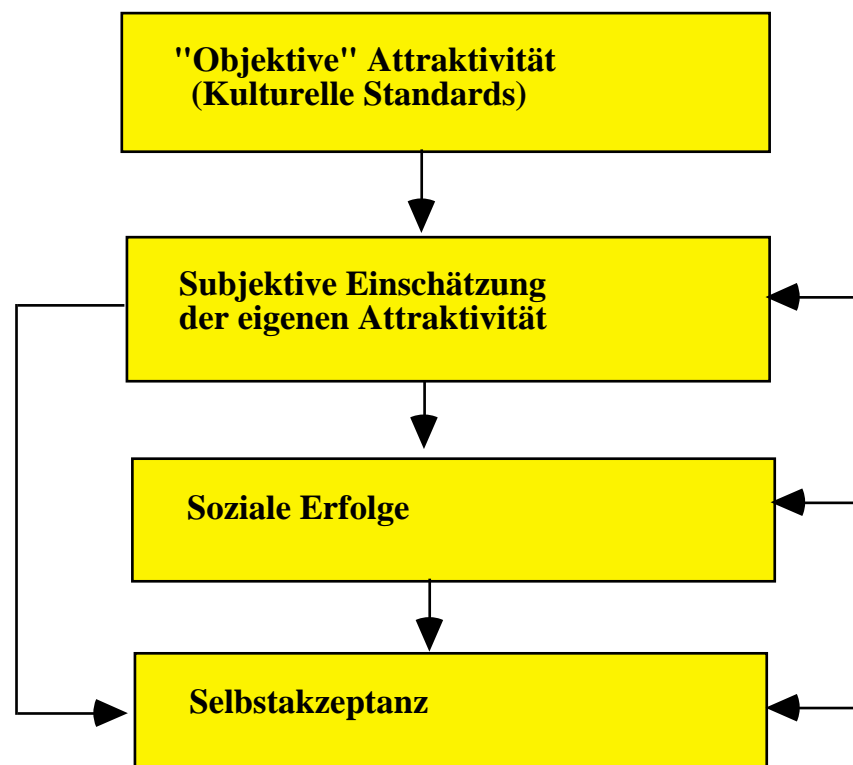 "Objektive" Attraktivität
(Kulturelle Standards)
Subjektive Einschätzung
der eigenen Attraktivität
Soziale Erfolge
Selbstakzeptanz